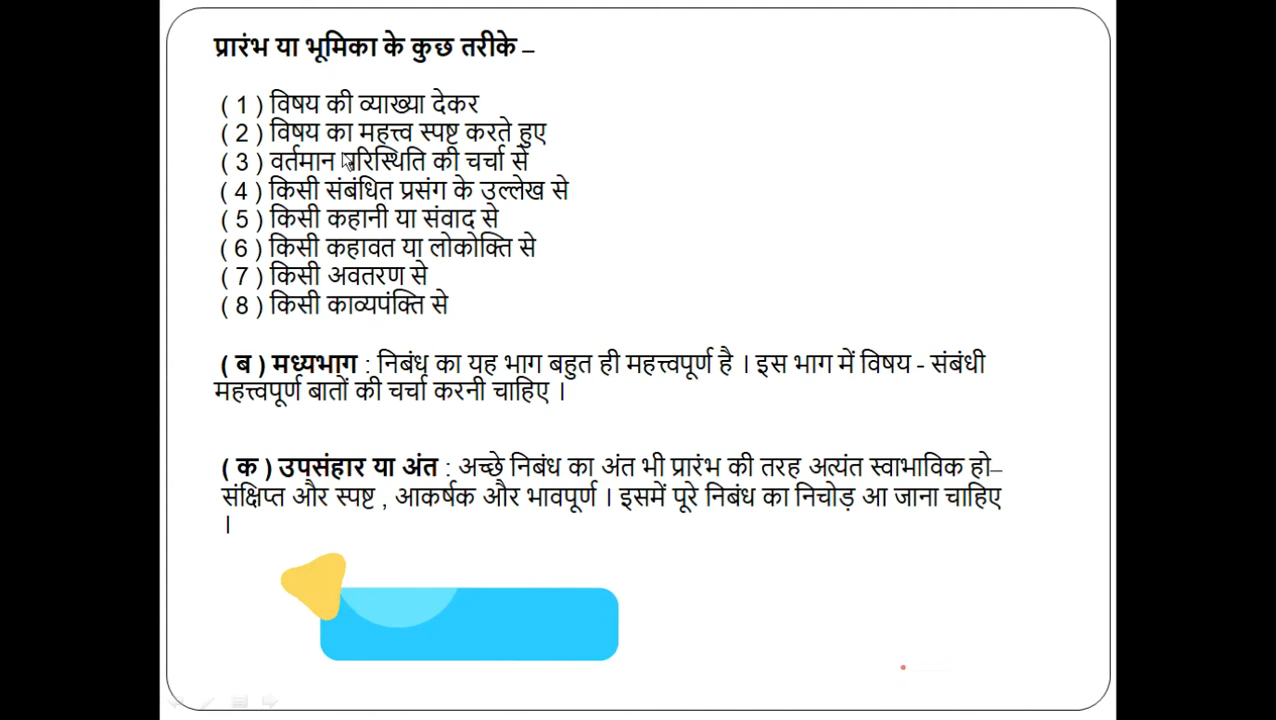 प्रारंभ या भूमिका के कुछ तरीके –
( 1 ) विषय की व्याख्या देकर
( 2 ) विषय का महत्त्व स्पष्ट करते हुए
( 3 ) वर्तमान परिस्थिति की चर्चा से
( 4 ) किसी संबंधित प्रसंग के उल्लेख से
( 5 ) किसी कहानी या संवाद से
( 6 ) किसी कहावत या लोकोक्ति से
( 7 ) किसी अवतरण से
( 8 ) किसी काव्यपंक्ति से
( ब ) मध्यभाग : निबंध का यह भाग बहुत ही महत्त्वपूर्ण है । इस भाग में विषय - संबंधी
महत्त्वपूर्ण बातों की चर्चा करनी चाहिए ।
( क ) उपसंहार या अंत : अच्छे निबंध का अंत भी प्रारंभ की तरह अत्यंत स्वाभाविक हो–
संक्षिप्त और स्पष्ट , आकर्षक और भावपूर्ण । इसमें पूरे निबंध का निचोड़ आ जाना चाहिए
।